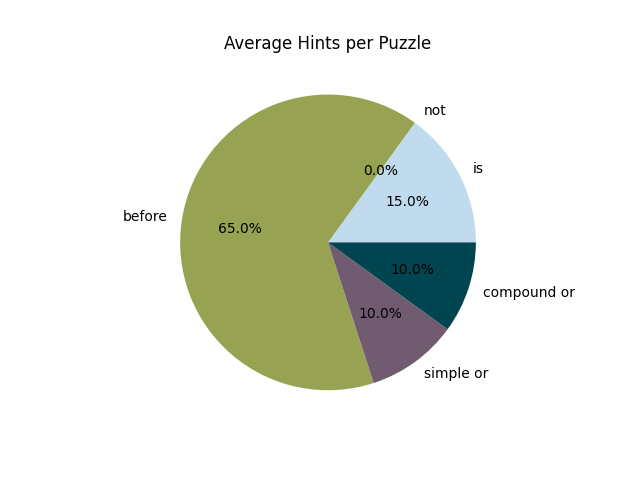 Average Hints per Puzzle
not
is
0.0%
15.0%
before
65.0%
10.0%
compound or
10.0%
simple or